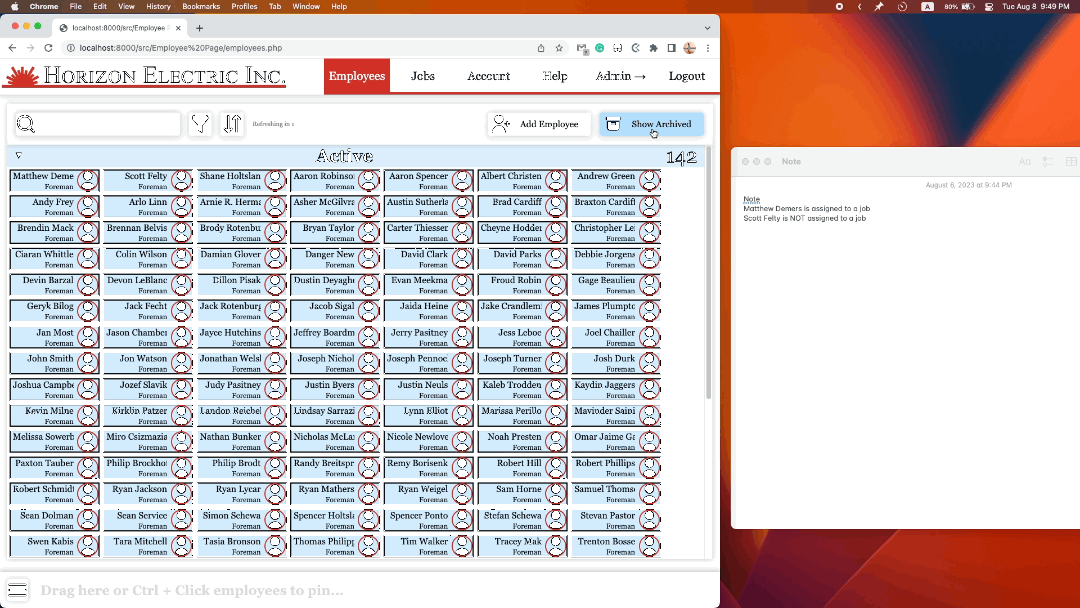 Chrome File Edit View History Bookmarks Profiles Tab Window Help
A 80% Tue Aug 8 9:49 PM
localhost:8000/src/Employee
localhost:8000/src/Employee%20Page/employees.php
HORIZON ELECTRIC INC.
Employees Jobs Account Help Admin → Logout
Refreshing in 1
Add Employee Show Archived
Active 142
Matthew Deme Scott Felty Shane Holtslan Aaron Robinso Aaron Spencer Albert Christen Andrew Green
Foreman Foreman Foreman Foreman Foreman Foreman Foreman
Andy Frey Arlo Linn Arnie R. Herma Asher McGilvra Austin Sutherla Brad Cardiff Braxton Cardiff
Foreman Foreman Foreman Foreman Foreman Foreman Foreman
Brendin Mack Brennan Belvis Brody Rotenbu Bryan Taylor Carter Thiessen Cheyne Hodder Christopher Le
Foreman Foreman Foreman Foreman Foreman Foreman Foreman
Ciaran Whittle Colin Wilson Damian Glover Danger New David Clark David Parks Debbie Jorgens
Foreman Foreman Foreman Foreman Foreman Foreman Foreman
Devin Barzal Devon LeBlanc Dillon Pisak Dustin Deyagh Evan Meekma Froud Robin Gage Beaulieu
Foreman Foreman Foreman Foreman Foreman Foreman Foreman
Geryk Bilog Jack Fecht Jack Rotenburg Jacob Sigal Jaida Heine Jake Crandlem James Plumpto
Foreman Foreman Foreman Foreman Foreman Foreman Foreman
Jan Most Jason Chamber Jayce Hutchins Jeffrey Boardm Jerry Pasitney Jess Leboe Joel Chailler
Foreman Foreman Foreman Foreman Foreman Foreman Foreman
John Smith Jon Watson Jonathan Welsh Joseph Nichol Joseph Pennoc Joseph Turner Josh Durk
Foreman Foreman Foreman Foreman Foreman Foreman Foreman
Joshua Campbe Jozef Slavik Judy Pasitney Justin Byers Justin Neuls Kaleb Trodden Kaydin Jaggers
Foreman Foreman Foreman Foreman Foreman Foreman Foreman
Kevin Milne Kirklin Patzer Landon Reichel Lindsay Sarrazi Lynn Elliot Marissa Perillo Mavinder Saini
Foreman Foreman Foreman Foreman Foreman Foreman Foreman
Melissa Sowerb Miro Csizmazia Nathan Bunker Nicholas McLa Nicole Newlove Noah Presten Omar Jaime Ga
Foreman Foreman Foreman Foreman Foreman Foreman Foreman
Paxton Tauber Philip Brockho Philip Brodt Randy Breitspr Remy Borisenk Robert Hill Robert Phillips
Foreman Foreman Foreman Foreman Foreman Foreman Foreman
Robert Schmidt Ryan Jackson Ryan Lycar Ryan Mathers Ryan Weigel Sam Horne Samuel Thoms
Foreman Foreman Foreman Foreman Foreman Foreman Foreman
Sean Dolman Sean Service Simon Schewa Spencer Holtsla Spencer Ponto Stefan Schewa Stevan Pastor
Foreman Foreman Foreman Foreman Foreman Foreman Foreman
Swen Kabis Tara Mitchell Tasia Bronson Thomas Philipp Tim Walker Tracey Mak Trenton Bosse
Foreman Foreman Foreman Foreman Foreman Foreman Foreman
Drag here or Ctrl + Click employees to pin...
Note
Aa
August 8, 2023 at 9:44 PM
Note
Matthew Demers is assigned to a job
Scott Felty is NOT assigned to a job